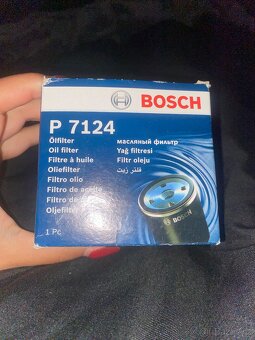 BOSCH
P 7124
Ölfilter
Oil filter
Filtre à huile
Oliefilter
Filtro olio
Filtro de aceite
Filtro de
Oljefilter
масляный фильтр
Yağ filtresi
Filtr oleju
فلتر زيت
BOSCH
1 Pc